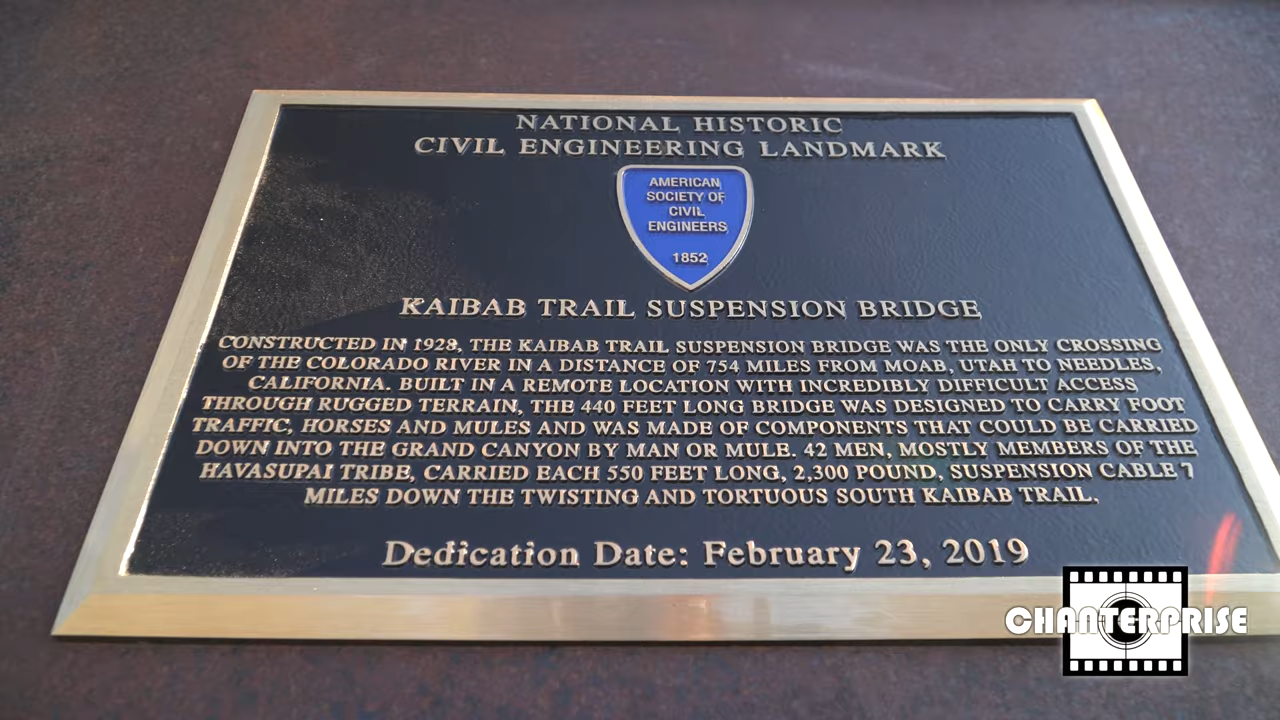 NATIONAL HISTORIC
CIVIL ENGINEERING LANDMARK
AMERICAN
SOCIETY OF
CIVIL
ENGINEERS
1852
KAIBAB TRAIL SUSPENSION BRIDGE
CONSTRUCTED IN 1928, THE KAIBAB TRAIL SUSPENSION BRIDGE WAS THE ONLY CROSSING
OF THE COLORADO RIVER IN A DISTANCE OF 754 MILES FROM MOAB, UTAH TO NEEDLES,
CALIFORNIA. BUILT IN A REMOTE LOCATION WITH INCREDIBLY DIFFICULT ACCESS
THROUGH RUGGED TERRAIN, THE 440 FEET LONG BRIDGE WAS DESIGNED TO CARRY FOOT
TRAFFIC, HORSES AND MULES AND WAS MADE OF COMPONENTS THAT COULD BE CARRIED
DOWN INTO THE GRAND CANYON BY MAN OR MULE. 42 MEN, MOSTLY MEMBERS OF THE
HAVASUPAI TRIBE, CARRIED EACH 550 FEET LONG, 2,300 POUND, SUSPENSION CABLE 7
MILES DOWN THE TWISTING AND TORTUOUS SOUTH KAIBAB TRAIL.
Dedication Date: February 23, 2019
CHANTERPRISE
C